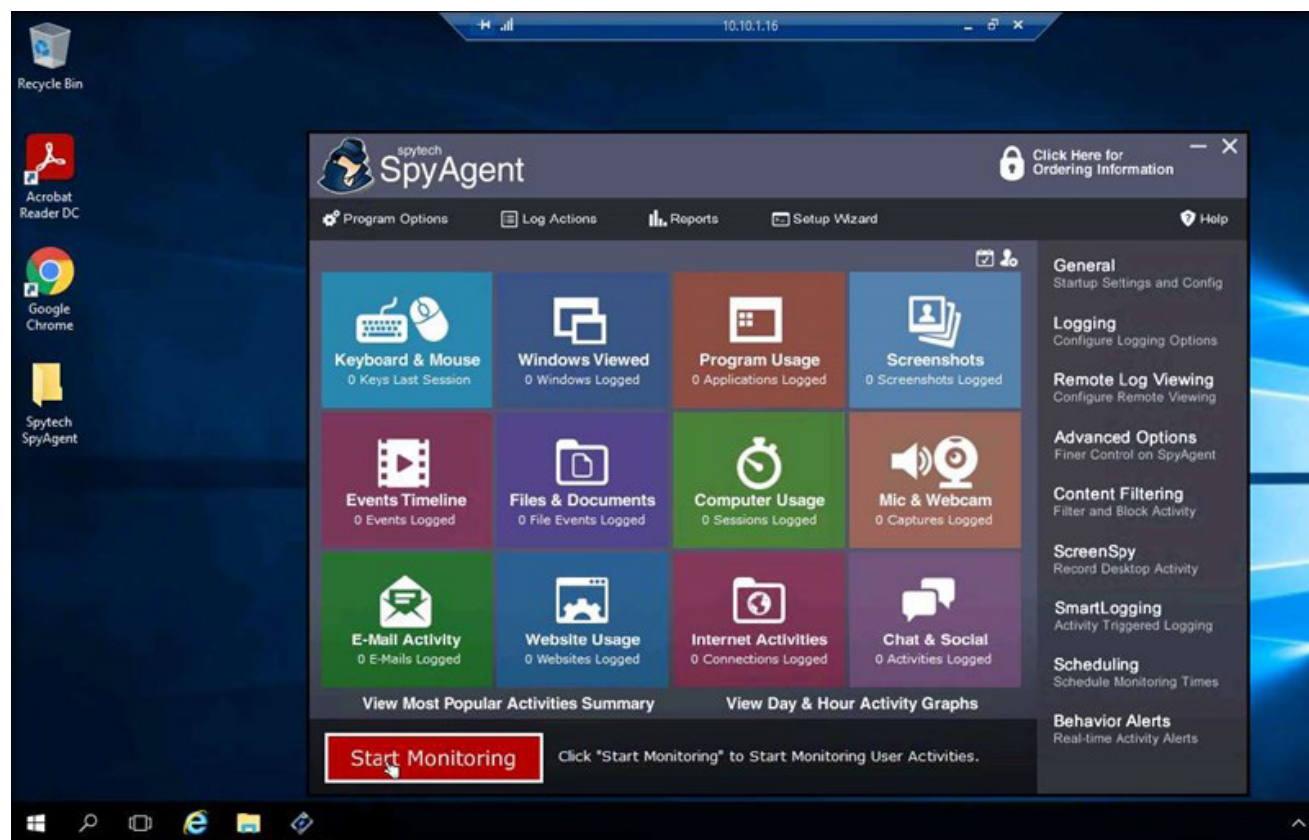 10.10.1.16
Recycle Bin
Acrobat
Reader DC
Google
Chrome
Spytech
SpyAgent
spytech
SpyAgent
Click Here for
Ordering Information
Program Options
Log Actions
Reports
Setup Wizard
Help
Keyboard & Mouse
0 Keys Last Session
Windows Viewed
0 Windows Logged
Program Usage
0 Applications Logged
Screenshots
0 Screenshots Logged
Events Timeline
0 Events Logged
Files & Documents
0 File Events Logged
Computer Usage
0 Sessions Logged
Mic & Webcam
0 Captures Logged
E-Mail Activity
0 E-Mails Logged
Website Usage
0 Websites Logged
Internet Activities
0 Connections Logged
Chat & Social
0 Activities Logged
View Most Popular Activities Summary
View Day & Hour Activity Graphs
Start Monitoring
Click "Start Monitoring" to Start Monitoring User Activities.
General
Startup Settings and Config
Logging
Configure Logging Options
Remote Log Viewing
Configure Remote Viewing
Advanced Options
Finer Control on SpyAgent
Content Filtering
Filter and Block Activity
ScreenSpy
Record Desktop Activity
SmartLogging
Activity Triggered Logging
Scheduling
Schedule Monitoring Times
Behavior Alerts
Real-time Activity Alerts